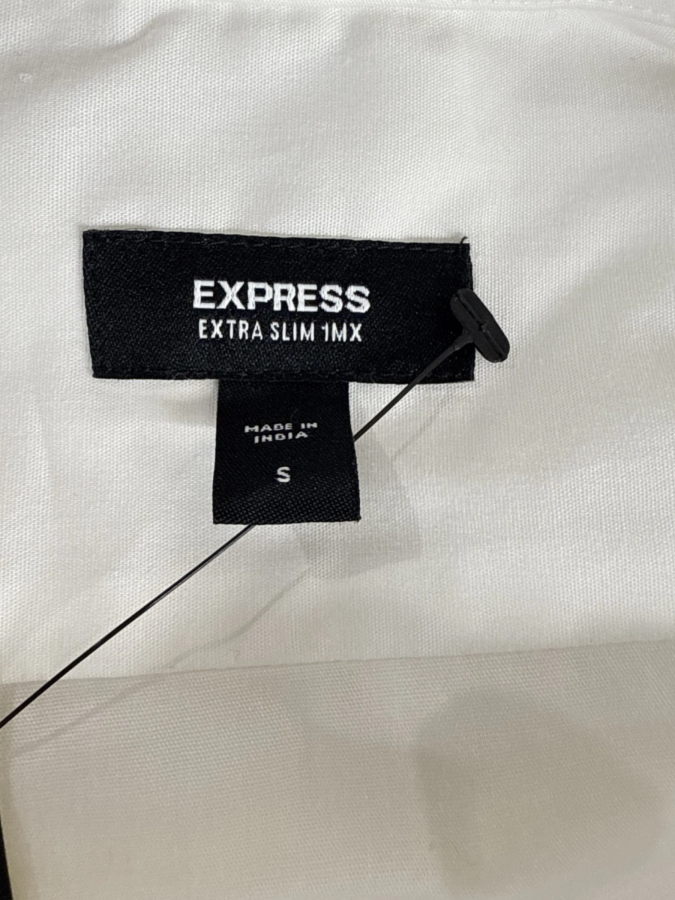 EXPRESS
EXTRA SLIM 1MX
MADE IN
INDIA
S